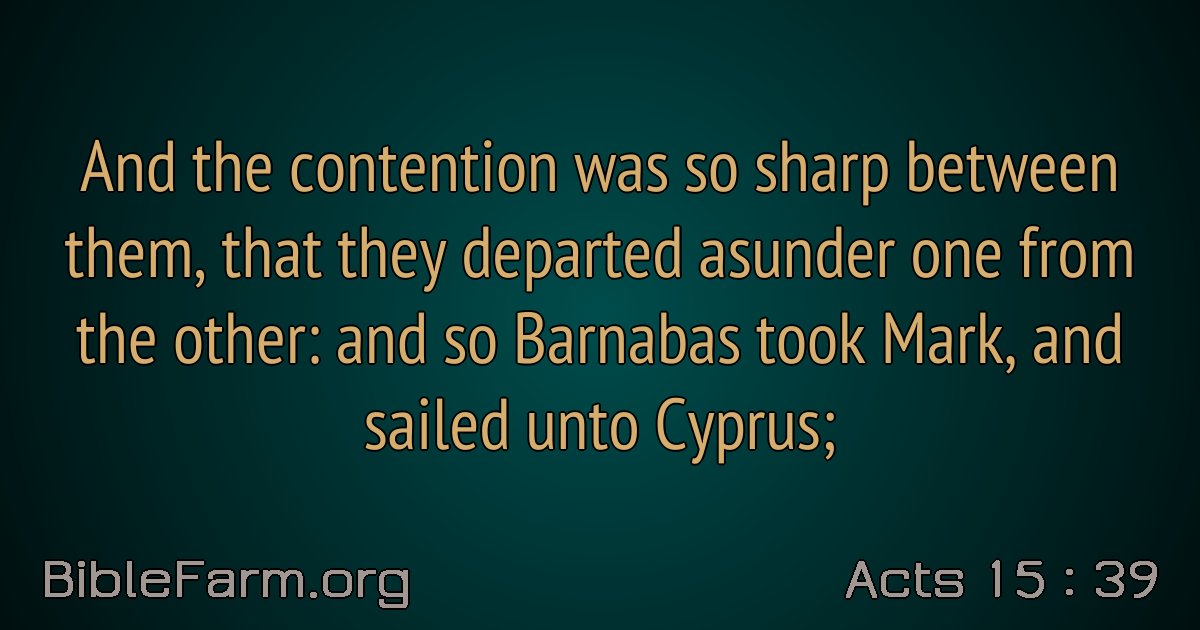 And the contention was so sharp between
them, that they departed asunder one from
the other: and so Barnabas took Mark, and
sailed unto Cyprus;
BibleFarm.org
Acts 15 : 39